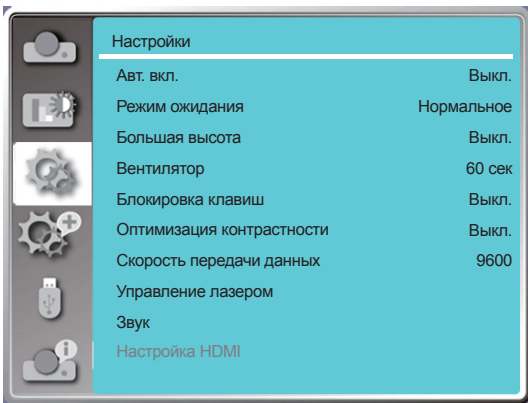 Настройки
Авт. вкл. Выкл.
Режим ожидания Нормальное
Большая высота Выкл.
Вентилятор 60 сек
Блокировка клавиш Выкл.
Оптимизация контрастности Выкл.
Скорость передачи данных 9600
Управление лазером
Звук
Настройка HDMI